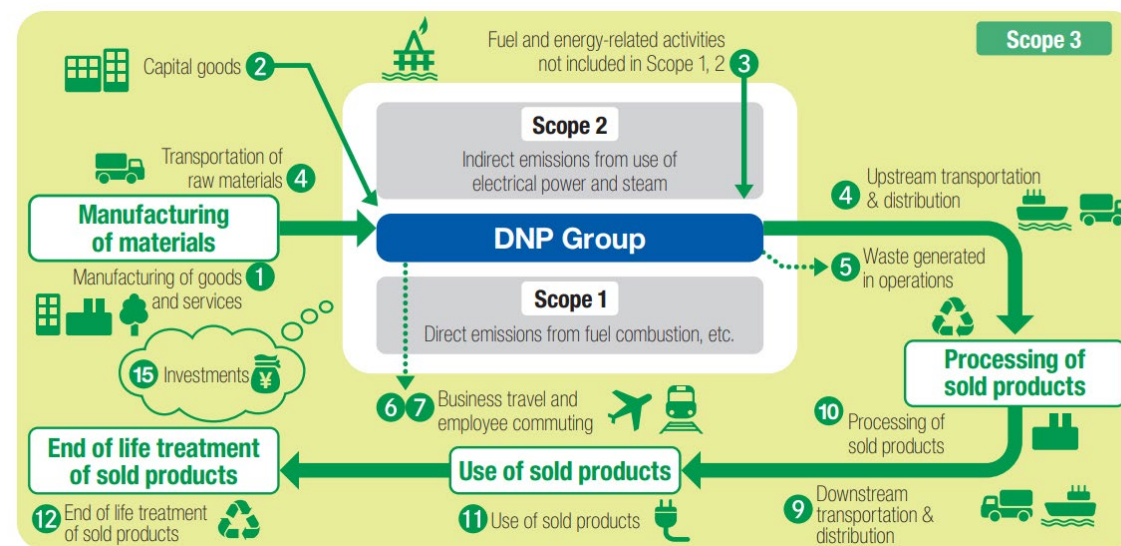 Scope 3
Capital goods 2
Fuel and energy-related activities
not included in Scope 1, 2 3
Scope 2
Indirect emissions from use of
electrical power and steam
Transportation of
raw materials 4
Manufacturing
of materials
Manufacturing of goods 1
and services
DNP Group
4 Upstream transportation
& distribution
5 Waste generated
in operations
Scope 1
Direct emissions from fuel combustion, etc.
15 Investments ¥
6 7 Business travel and
employee commuting
Processing of
sold products
10 Processing of
sold products
End of life treatment
of sold products
Use of sold products
12 End of life treatment
of sold products
11 Use of sold products
9 Downstream
transportation &
distribution